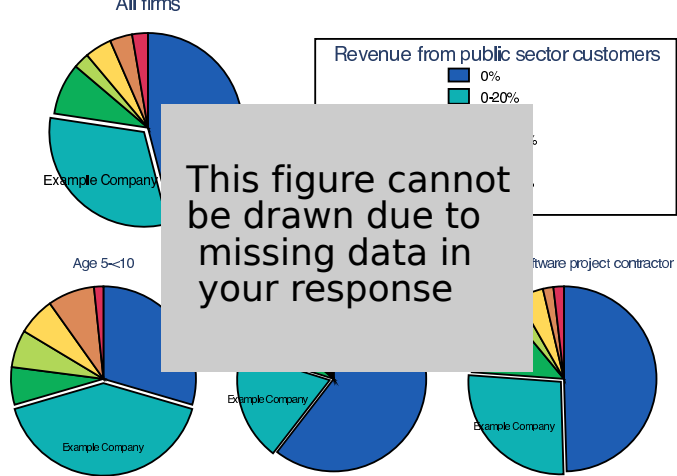 All firms
Revenue from public sector customers
0%
0-20%
This figure cannot
be drawn due to
missing data in
your response
Example Company
Age 5-<10
project contractor
Example Company
Example Company
Example Company